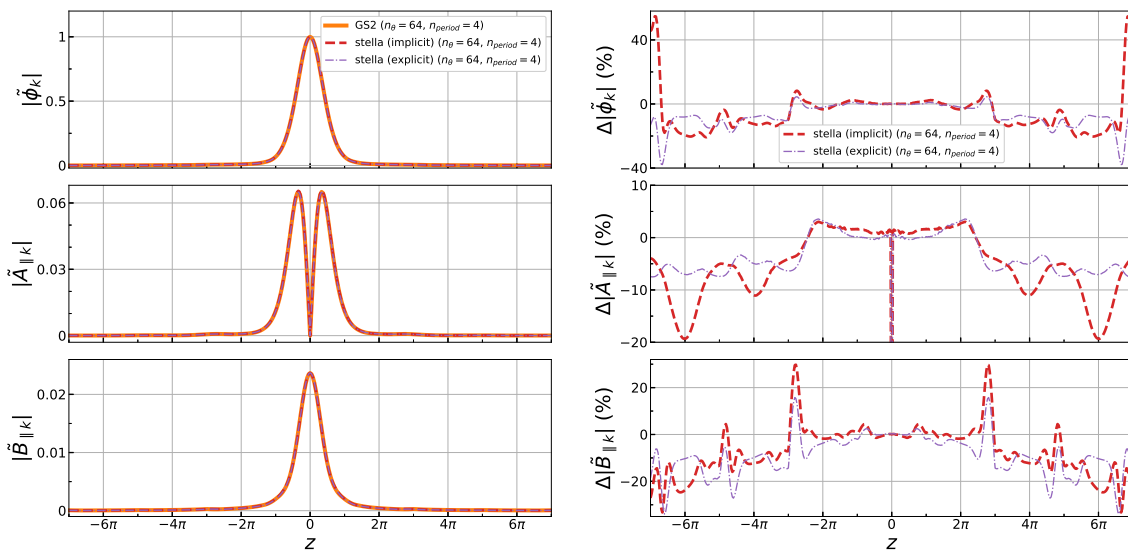 GS2 (n_θ = 64, n_period = 4)
stella (implicit) (n_θ = 64, n_period = 4)
stella (explicit) (n_θ = 64, n_period = 4)
|ϕ̃_k|
1
0.5
0
|Ã_∥k|
0.06
0.03
0
|B̃_∥k|
0.02
0.01
0
−6π −4π −2π 0 2π 4π 6π
z
Δ|ϕ̃_k| (%)
40
0
−40
stella (implicit) (n_θ = 64, n_period = 4)
stella (explicit) (n_θ = 64, n_period = 4)
Δ|Ã_∥k| (%)
10
0
−10
−20
Δ|B̃_∥k| (%)
20
0
−20
−6π −4π −2π 0 2π 4π 6π
z